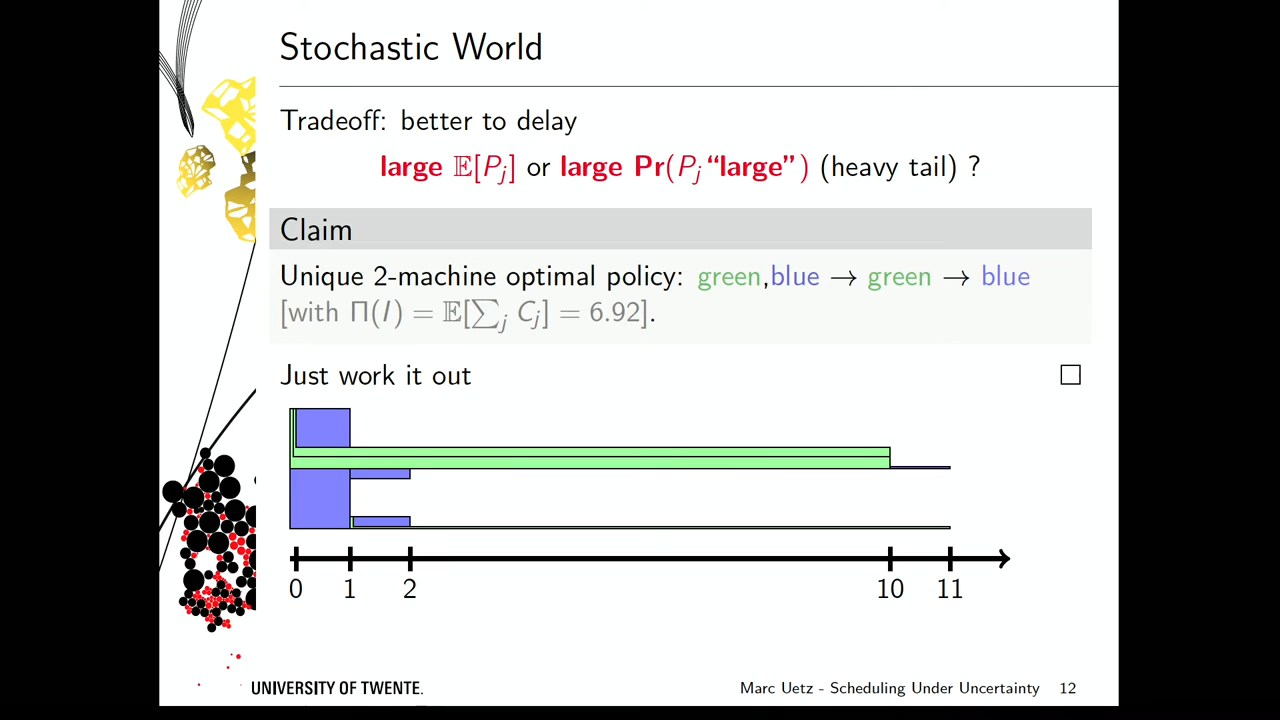 Stochastic World
Tradeoff: better to delay
large 𝔼[Pⱼ] or large Pr(Pⱼ “large”) (heavy tail) ?
Claim
Unique 2-machine optimal policy: green,blue → green → blue
[with Π(I) = 𝔼[∑ⱼ Cⱼ] = 6.92].
Just work it out □
0 1 2 10 11
UNIVERSITY OF TWENTE. Marc Uetz - Scheduling Under Uncertainty 12